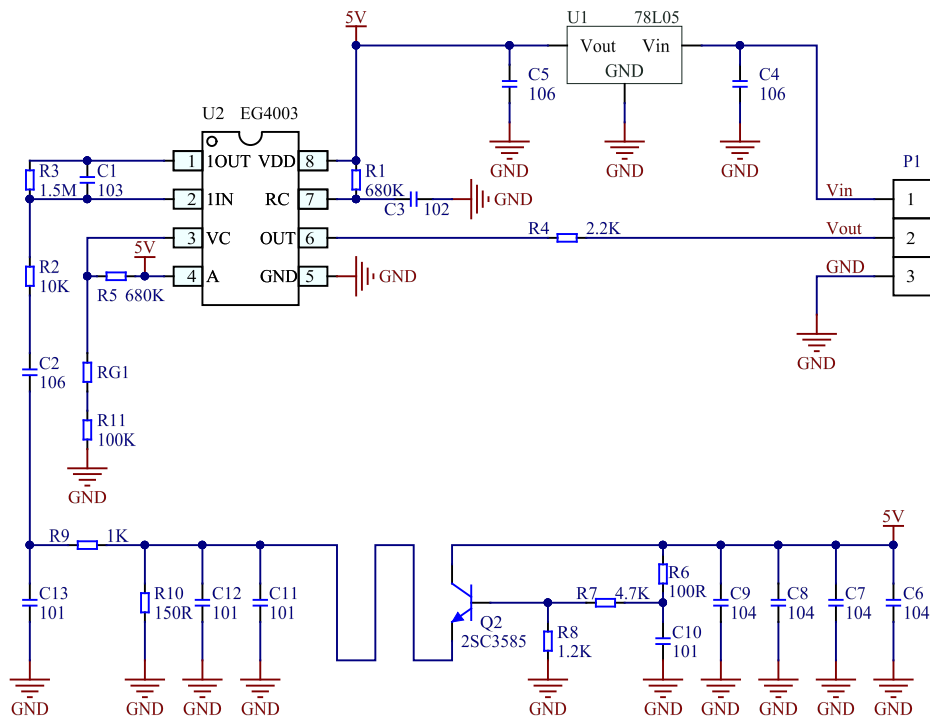 5V
U1 78L05
Vout Vin
GND
C5
106
C4
106
GND GND GND
U2 EG4003
1 1OUT VDD 8
2 1IN RC 7
3 VC OUT 6
4 A GND 5
R3
1.5M
C1
103
R1
680K
C3 102
GND
P1
Vin 1
Vout 2
GND 3
R4 2.2K
5V
R5 680K
GND
R2
10K
GND
C2
106
RG1
R11
100K
GND
5V
R9 1K
C13
101
R10
150R
C12
101
C11
101
Q2
2SC3585
R7 4.7K
R8
1.2K
R6
100R
C10
101
C9
104
C8
104
C7
104
C6
104
GND GND GND GND GND GND GND GND GND GND